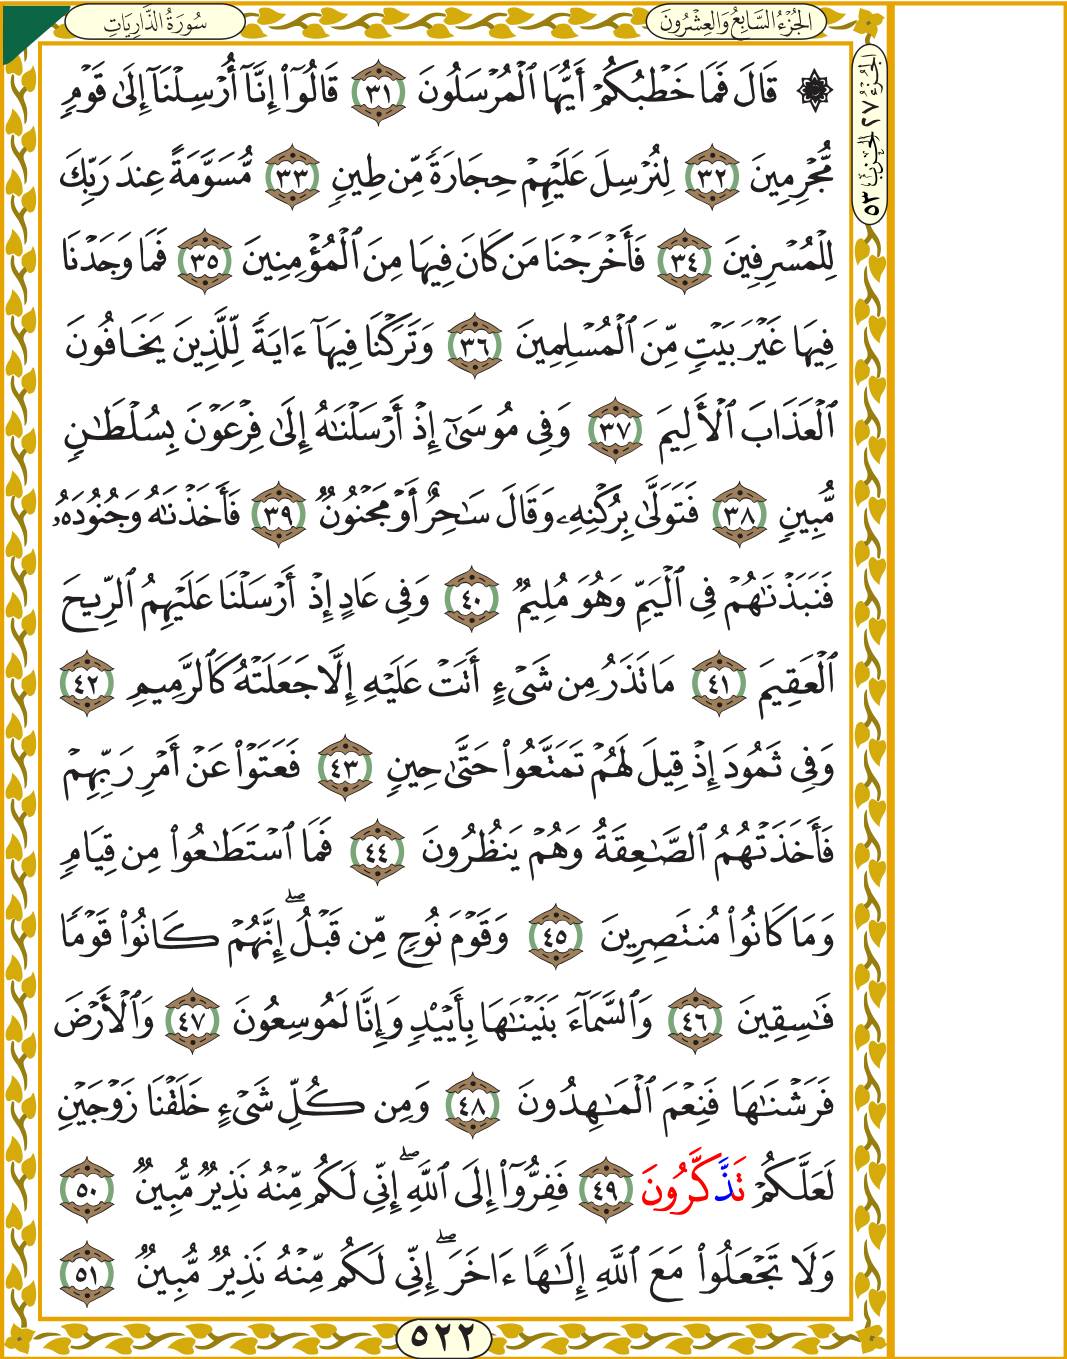 سُورَةُ الذَّارِيَاتِ
الجُزْءُ السَّابِعُ وَالعِشْرُونَ
الجُزْءُ ٢٧ الحِزْبُ ٥٣
۞ قَالَ فَمَا خَطْبُكُمْ أَيُّهَا ٱلْمُرْسَلُونَ ٣١ قَالُوٓا۟ إِنَّآ أُرْسِلْنَآ إِلَىٰ قَوْمٍ
مُّجْرِمِينَ ٣٢ لِنُرْسِلَ عَلَيْهِمْ حِجَارَةً مِّن طِينٍ ٣٣ مُّسَوَّمَةً عِندَ رَبِّكَ
لِلْمُسْرِفِينَ ٣٤ فَأَخْرَجْنَا مَن كَانَ فِيهَا مِنَ ٱلْمُؤْمِنِينَ ٣٥ فَمَا وَجَدْنَا
فِيهَا غَيْرَ بَيْتٍ مِّنَ ٱلْمُسْلِمِينَ ٣٦ وَتَرَكْنَا فِيهَآ ءَايَةً لِّلَّذِينَ يَخَافُونَ
ٱلْعَذَابَ ٱلْأَلِيمَ ٣٧ وَفِى مُوسَىٰٓ إِذْ أَرْسَلْنَـٰهُ إِلَىٰ فِرْعَوْنَ بِسُلْطَـٰنٍ
مُّبِينٍ ٣٨ فَتَوَلَّىٰ بِرُكْنِهِۦ وَقَالَ سَـٰحِرٌ أَوْ مَجْنُونٌ ٣٩ فَأَخَذْنَـٰهُ وَجُنُودَهُۥ
فَنَبَذْنَـٰهُمْ فِى ٱلْيَمِّ وَهُوَ مُلِيمٌ ٤٠ وَفِى عَادٍ إِذْ أَرْسَلْنَا عَلَيْهِمُ ٱلرِّيحَ
ٱلْعَقِيمَ ٤١ مَا تَذَرُ مِن شَىْءٍ أَتَتْ عَلَيْهِ إِلَّا جَعَلَتْهُ كَٱلرَّمِيمِ ٤٢
وَفِى ثَمُودَ إِذْ قِيلَ لَهُمْ تَمَتَّعُوا۟ حَتَّىٰ حِينٍ ٤٣ فَعَتَوْا۟ عَنْ أَمْرِ رَبِّهِمْ
فَأَخَذَتْهُمُ ٱلصَّـٰعِقَةُ وَهُمْ يَنظُرُونَ ٤٤ فَمَا ٱسْتَطَـٰعُوا۟ مِن قِيَامٍ
وَمَا كَانُوا۟ مُنتَصِرِينَ ٤٥ وَقَوْمَ نُوحٍ مِّن قَبْلُ ۖ إِنَّهُمْ كَانُوا۟ قَوْمًا
فَـٰسِقِينَ ٤٦ وَٱلسَّمَآءَ بَنَيْنَـٰهَا بِأَيْي۟دٍ وَإِنَّا لَمُوسِعُونَ ٤٧ وَٱلْأَرْضَ
فَرَشْنَـٰهَا فَنِعْمَ ٱلْمَـٰهِدُونَ ٤٨ وَمِن كُلِّ شَىْءٍ خَلَقْنَا زَوْجَيْنِ
لَعَلَّكُمْ تَذَّكَّرُونَ ٤٩ فَفِرُّوٓا۟ إِلَى ٱللَّهِ ۖ إِنِّى لَكُم مِّنْهُ نَذِيرٌ مُّبِينٌ ٥٠
وَلَا تَجْعَلُوا۟ مَعَ ٱللَّهِ إِلَـٰهًا ءَاخَرَ ۖ إِنِّى لَكُم مِّنْهُ نَذِيرٌ مُّبِينٌ ٥١
٥٢٢